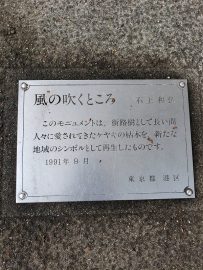 風の吹くところ 石上和弘
このモニュメントは、街路樹として長い間
人々に愛されてきたケヤキの枯木を、新たな
地域のシンボルとして再生したものです。
1991年9月
東京都 港区